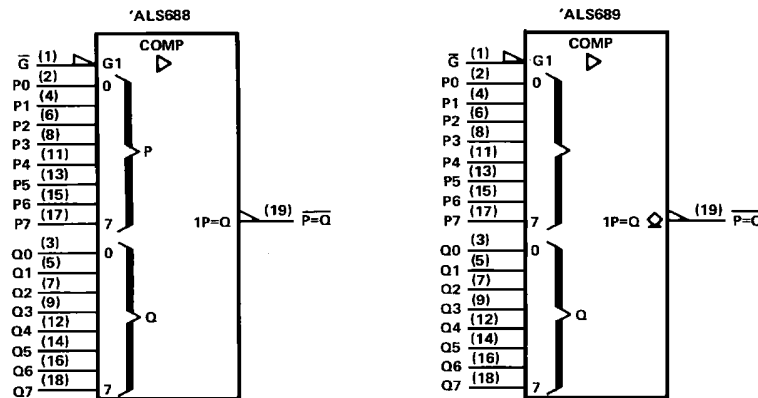 'ALS688
COMP
G̅ (1) G1
P0 (2) 0
P1 (4)
P2 (6)
P3 (8) P
P4 (11)
P5 (13)
P6 (15)
P7 (17) 7 1P=Q (19) P=Q
Q0 (3) 0
Q1 (5)
Q2 (7)
Q3 (9) Q
Q4 (12)
Q5 (14)
Q6 (16)
Q7 (18) 7
'ALS689
COMP
G̅ (1) G1
P0 (2) 0
P1 (4)
P2 (6)
P3 (8)
P4 (11)
P5 (13)
P6 (15)
P7 (17) 7 1P=Q (19) P=Q
Q0 (3) 0
Q1 (5)
Q2 (7)
Q3 (9) Q
Q4 (12)
Q5 (14)
Q6 (16)
Q7 (18) 7